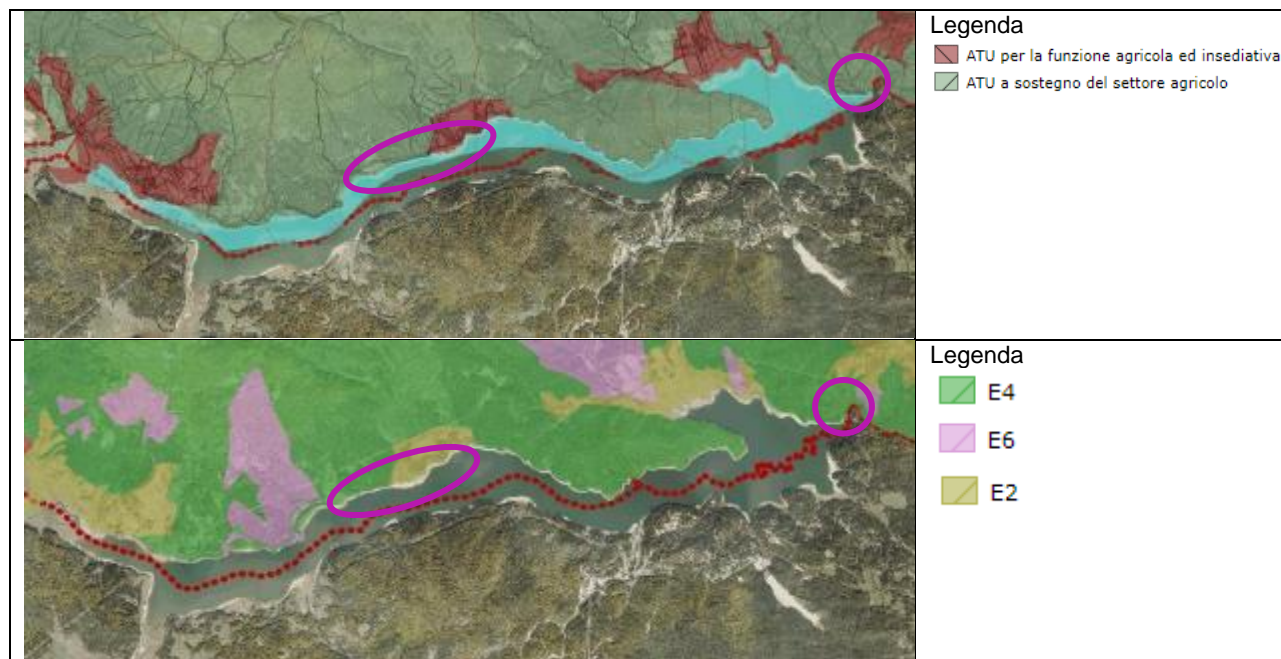 Legenda
ATU per la funzione agricola ed insediativa
ATU a sostegno del settore agricolo
Legenda
E4
E6
E2